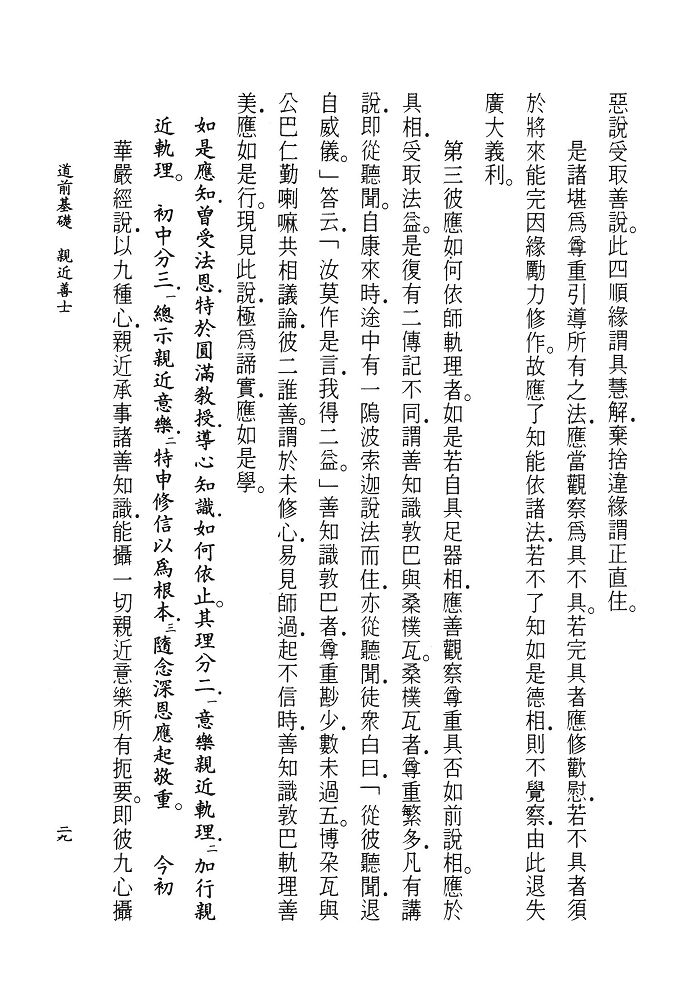 惡說受取善說。此四順緣謂具慧解，棄捨違緣謂正直住。
是諸堪為尊重引導所有之法，應當觀察為具不具。若完具者應修歡慰，若不具者須
於將來能完因緣勵力修作。故應了知能依諸法，若不了知如是德相，則不覺察，由此退失
廣大義利。
第三彼應如何依師軌理者。如是若自具足器相，應善觀察尊重具否如前說相。應於
具相，受取法益。是復有二傳記不同，謂善知識敦巴與桑樸瓦。桑樸瓦者，尊重繁多，凡有講
說，即從聽聞。自康來時，途中有一隖波索迦說法而住，亦從聽聞，徒眾白曰，「從彼聽聞，退
自威儀。」答云，「汝莫作是言，我得二益。」善知識敦巴者，尊重尠少，數未過五。博朶瓦與
公巴仁勤喇嘛共相議論，彼二誰善。謂於未修心，易見師過，起不信時，善知識敦巴軌理善
美，應如是行。現見此說，極為諦實，應如是學。
如是應知，曾受法恩，特於圓滿教授，導心知識，如何依止。其理分二，一意樂親近軌理，二加行親
近軌理。　初中分三，一總示親近意樂，二特申修信以為根本，三隨念深恩應起敬重。　今初
華嚴經說，以九種心，親近承事諸善知識，能攝一切親近意樂所有扼要。即彼九心攝
道前基礎　親近善士
二九